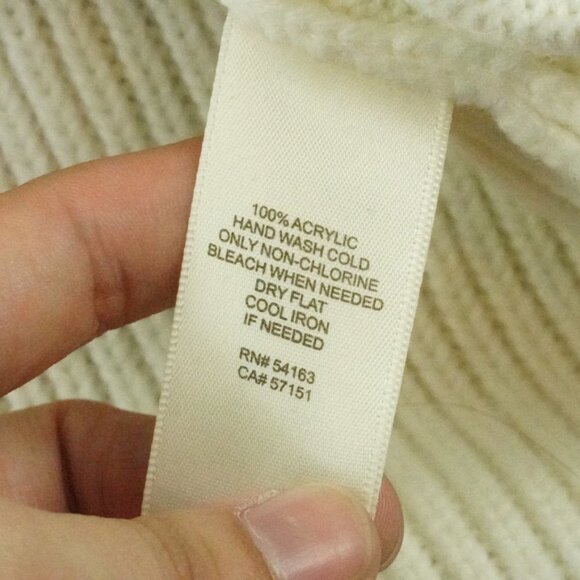 100% ACRYLIC
HAND WASH COLD
ONLY NON-CHLORINE
BLEACH WHEN NEEDED
DRY FLAT
COOL IRON
IF NEEDED
RN# 54163
CA# 57151